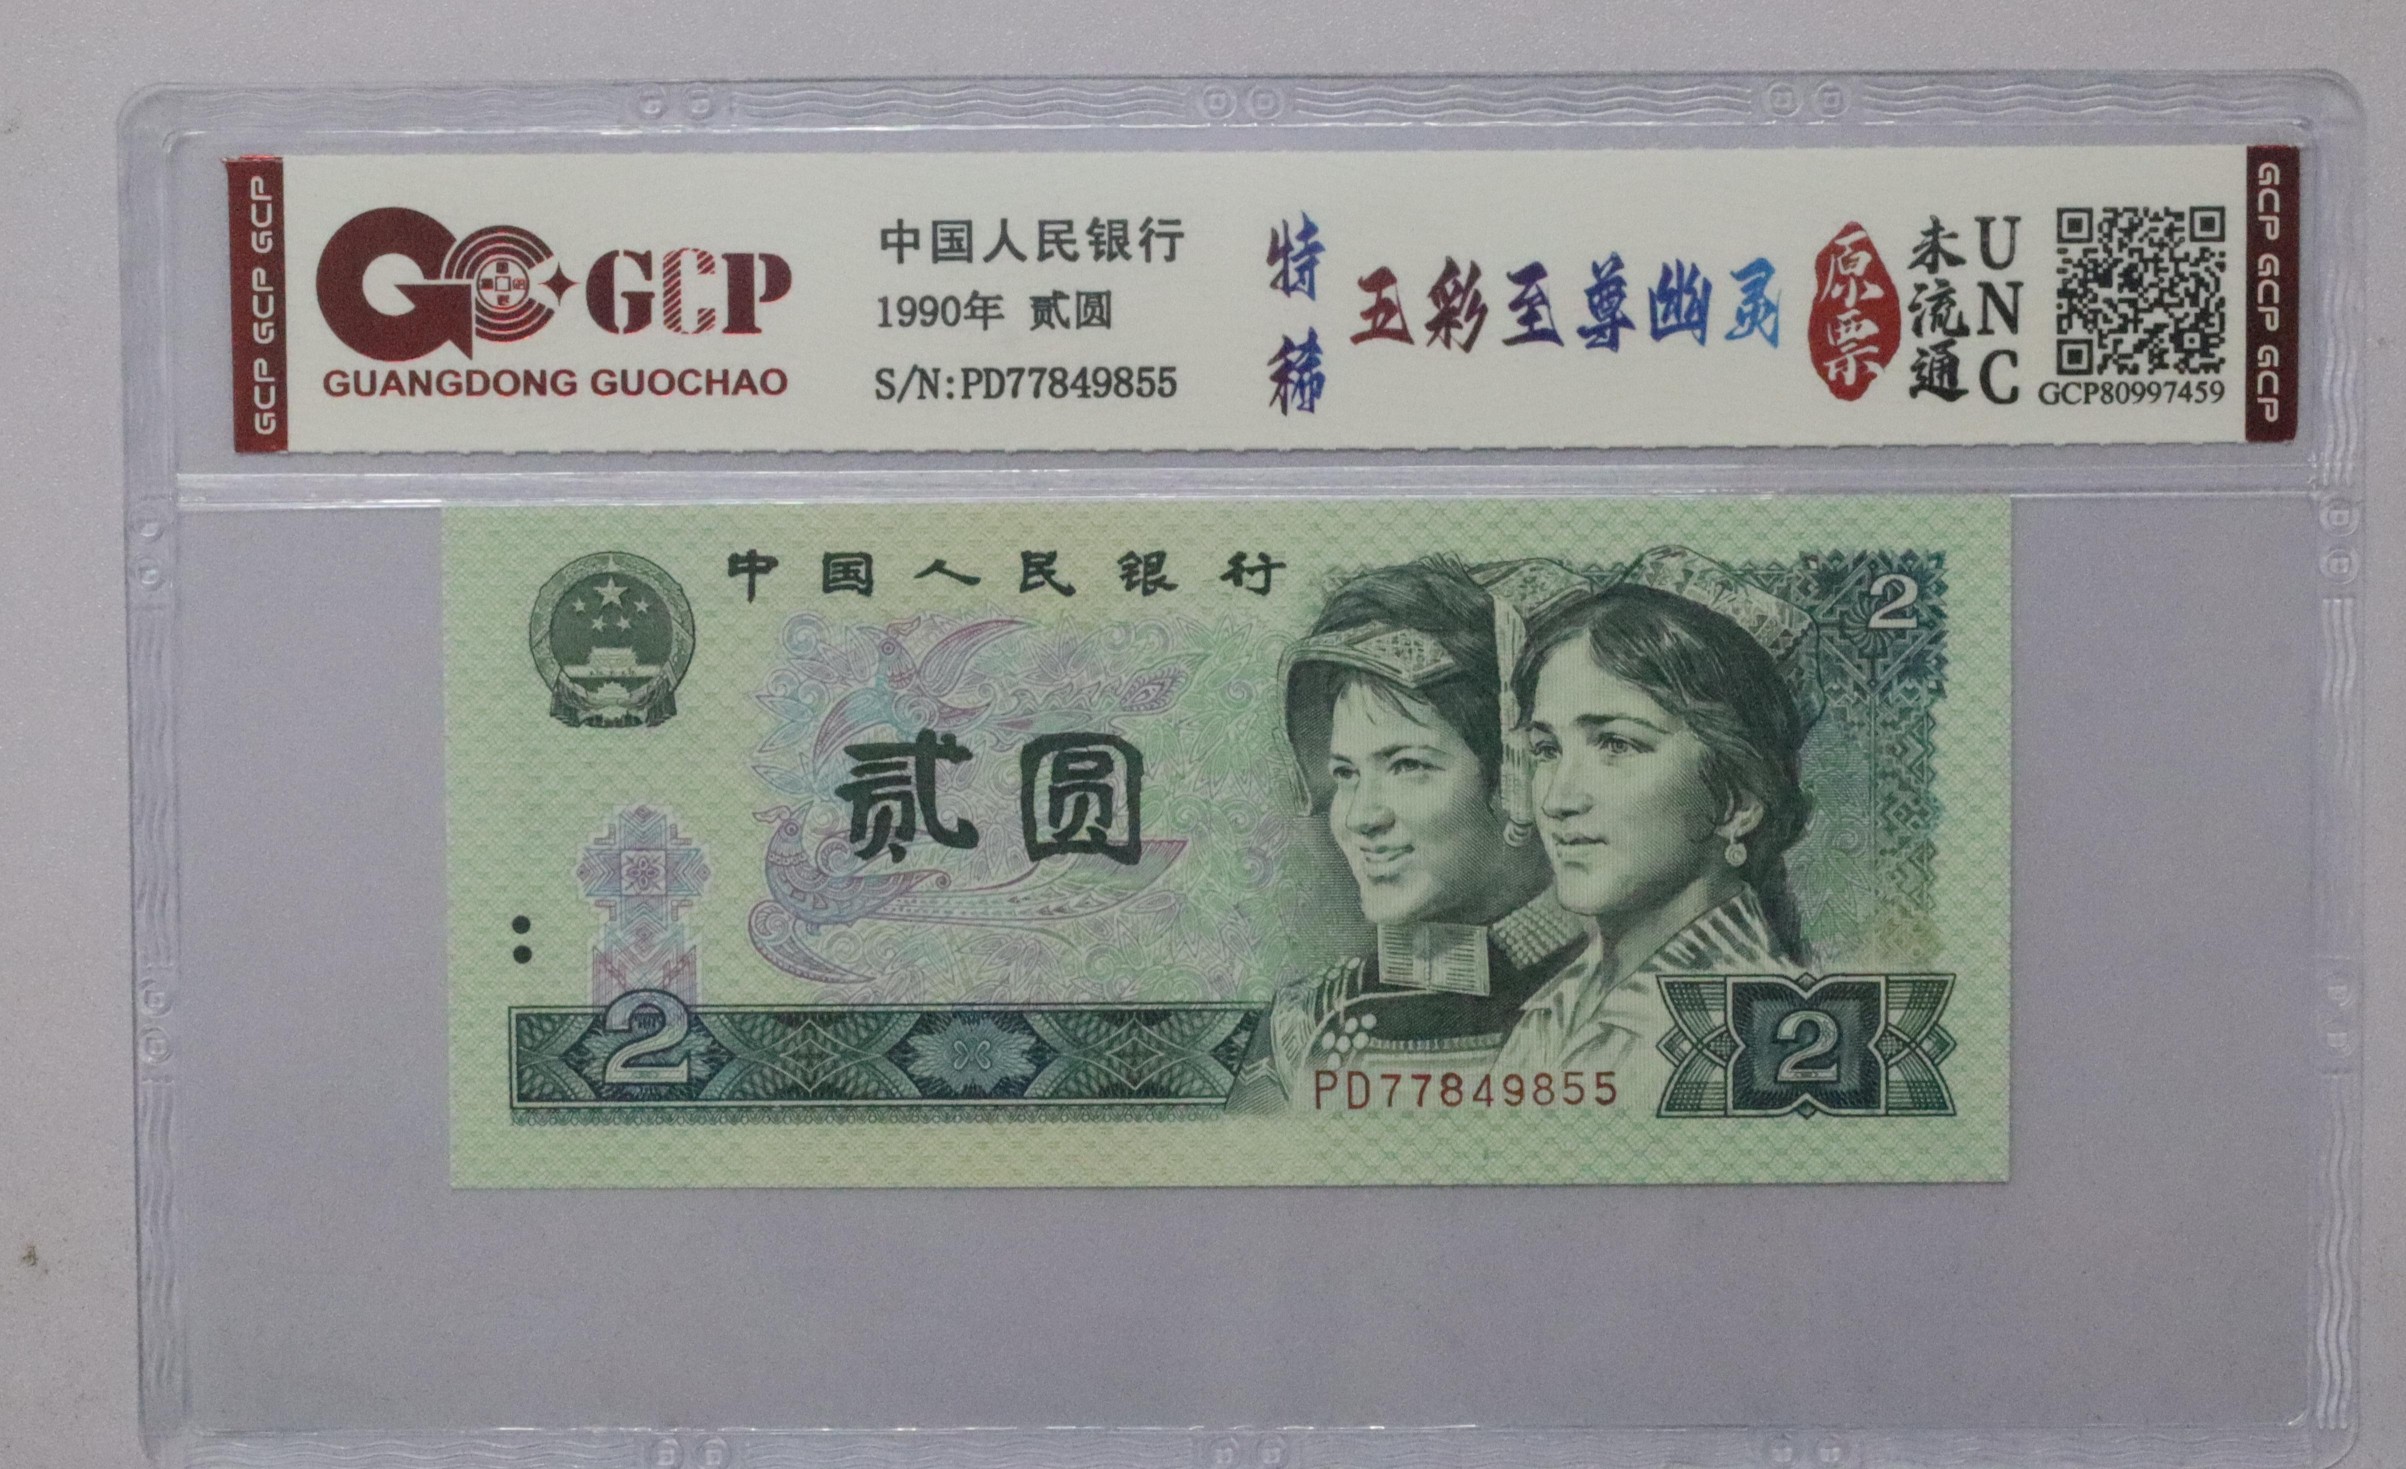 GCP GCP GCP
GC GCP
GUANGDONG GUOCHAO
中国人民银行
1990年 贰圆
S/N:PD77849855
特稀
五彩至尊幽灵
原票
未流通
UNC
GCP80997459
GCP GCP GCP
中国人民银行
2
贰圆
2
PD77849855
2